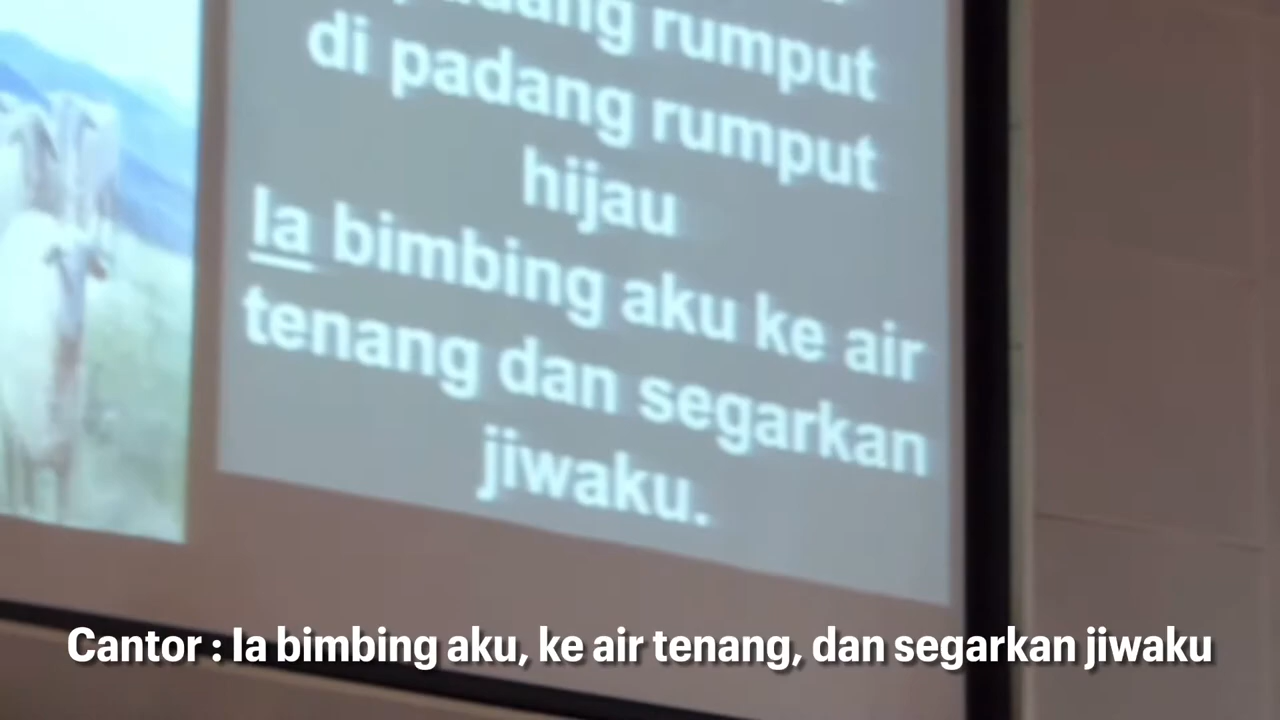 padang rumput
di padang rumput
hijau
Ia bimbing aku ke air
tenang dan segarkan
jiwaku.
Cantor : Ia bimbing aku, ke air tenang, dan segarkan jiwaku